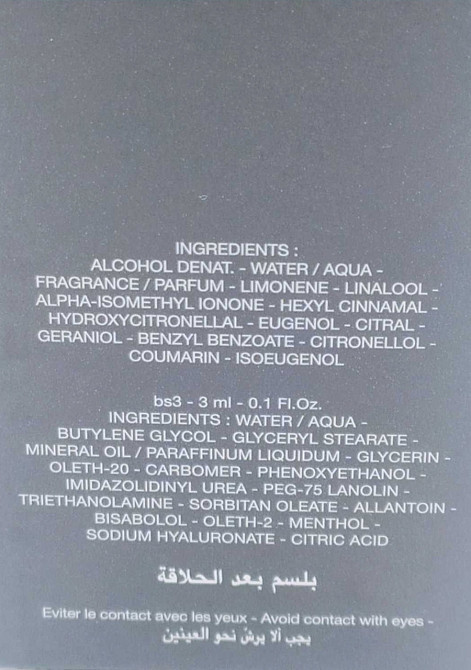 INGREDIENTS :
ALCOHOL DENAT. - WATER / AQUA -
FRAGRANCE / PARFUM - LIMONENE - LINALOOL -
ALPHA-ISOMETHYL IONONE - HEXYL CINNAMAL -
HYDROXYCITRONELLAL - EUGENOL - CITRAL -
GERANIOL - BENZYL BENZOATE - CITRONELLOL -
COUMARIN - ISOEUGENOL
bs3 - 3 ml - 0.1 Fl.Oz.
INGREDIENTS : WATER / AQUA -
BUTYLENE GLYCOL - GLYCERYL STEARATE -
MINERAL OIL / PARAFFINUM LIQUIDUM - GLYCERIN -
OLETH-20 - CARBOMER - PHENOXYETHANOL -
IMIDAZOLIDINYL UREA - PEG-75 LANOLIN -
TRIETHANOLAMINE - SORBITAN OLEATE - ALLANTOIN -
BISABOLOL - OLETH-2 - MENTHOL -
SODIUM HYALURONATE - CITRIC ACID
بلسم بعد الحلاقة
Eviter le contact avec les yeux - Avoid contact with eyes -
يجب ألا يرش نحو العينين